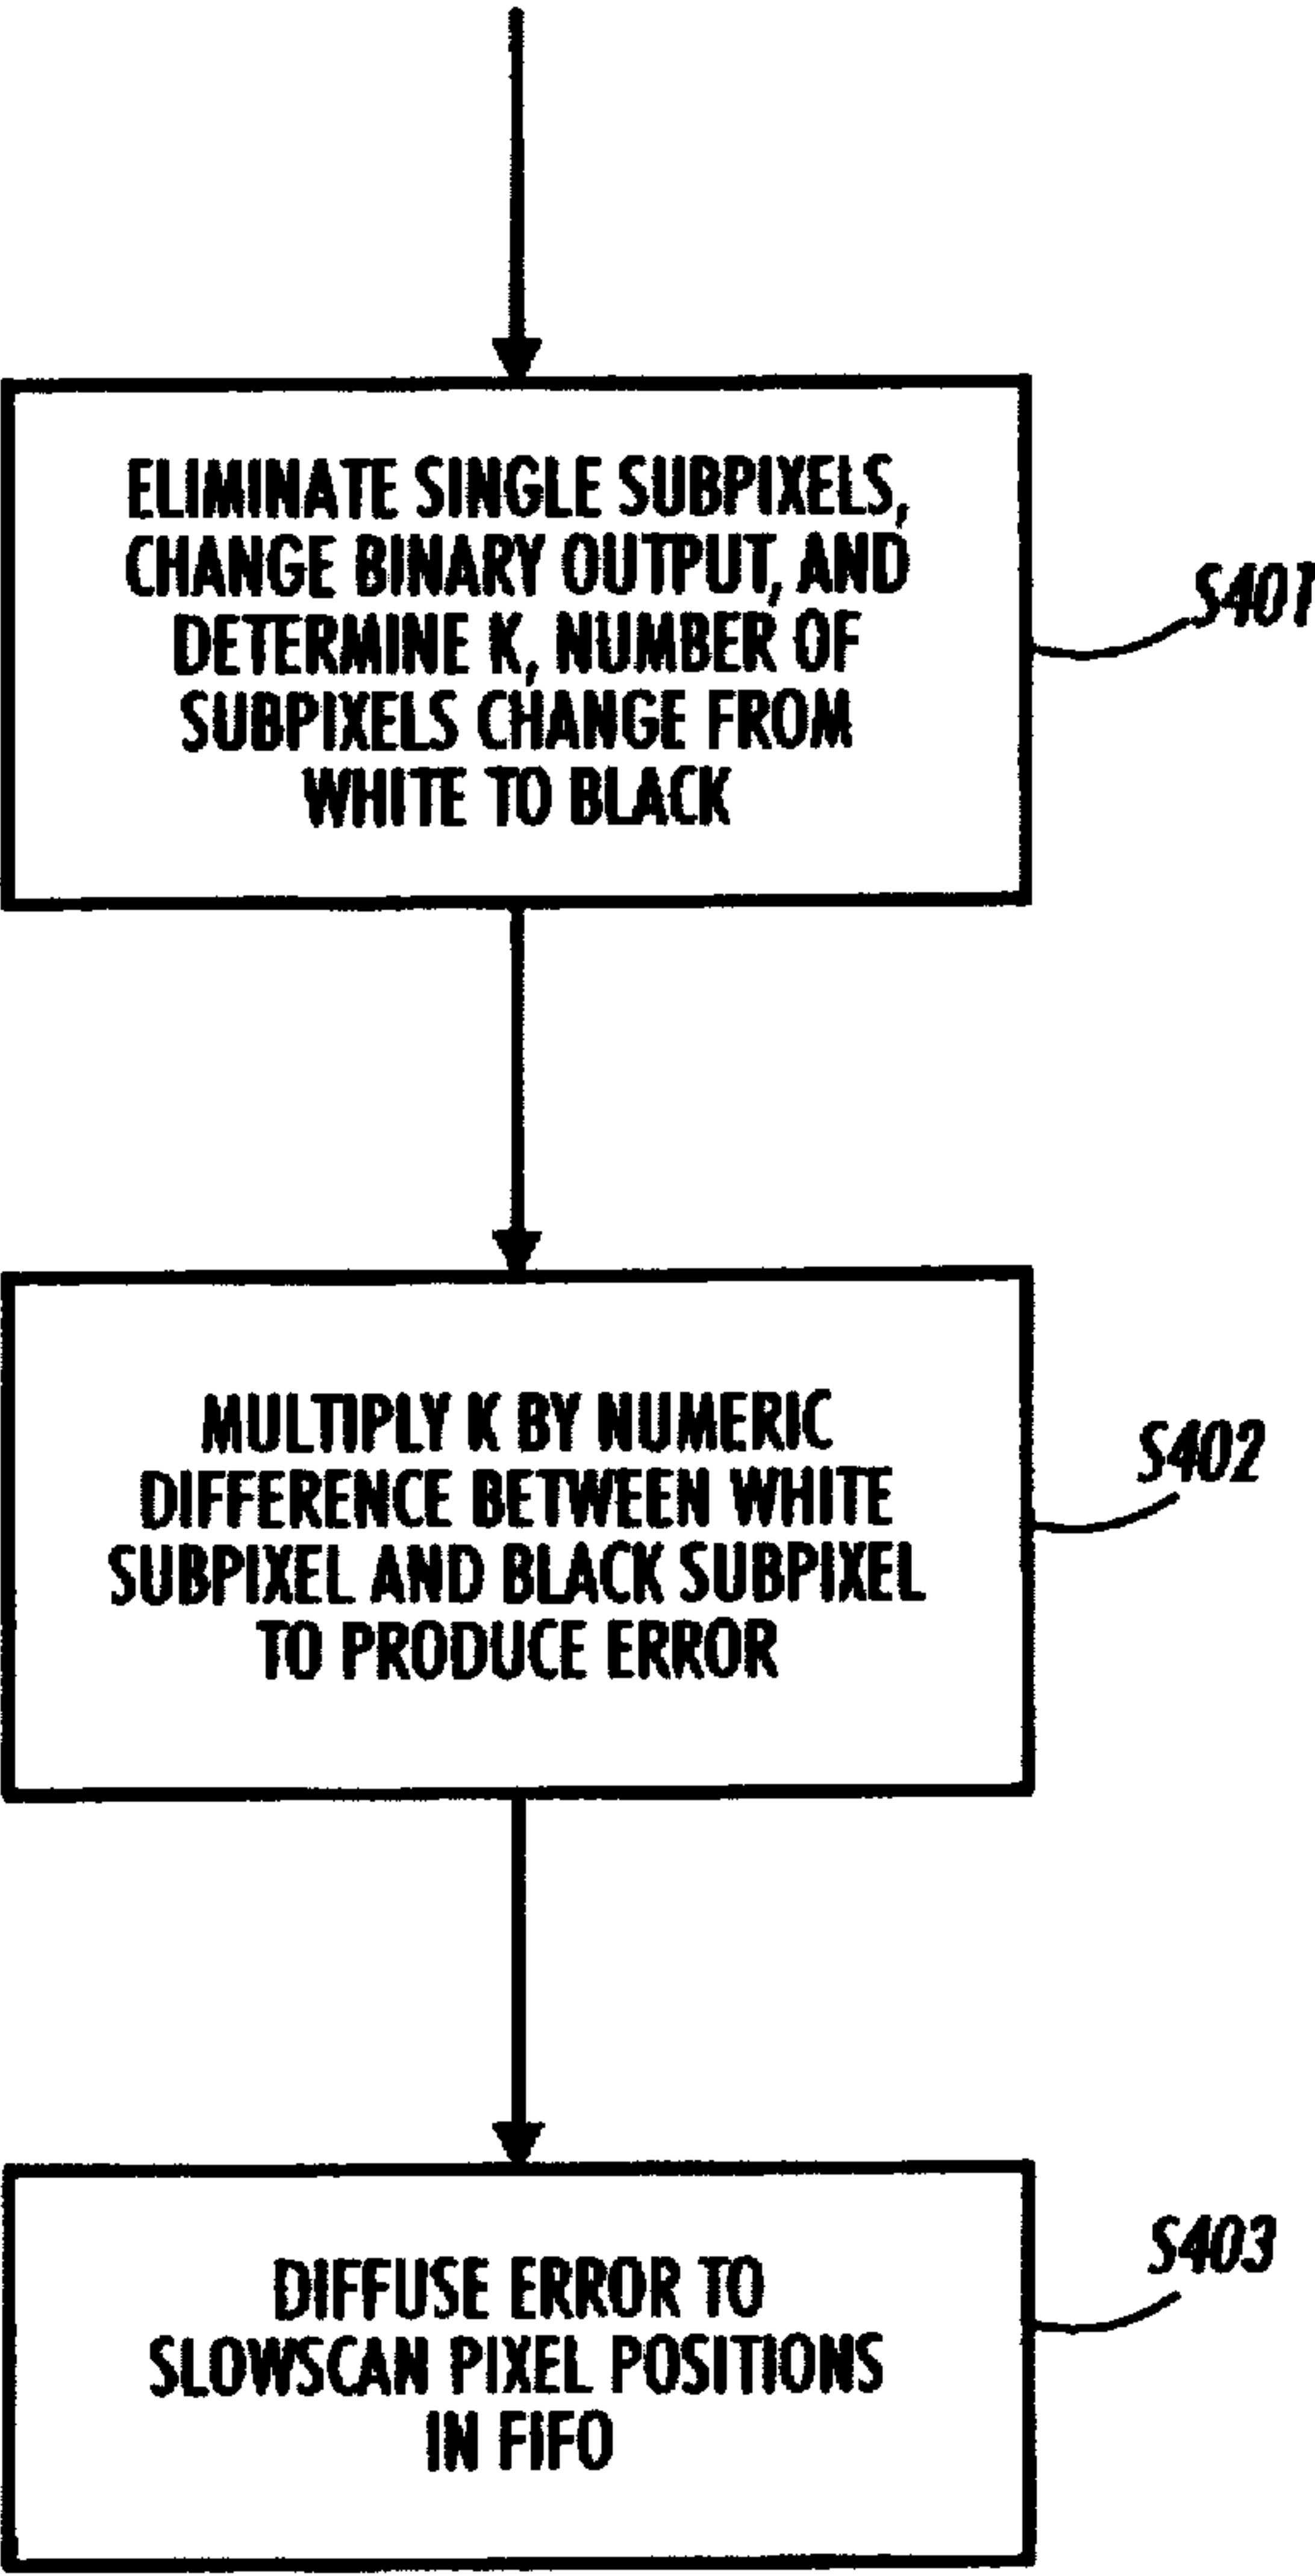 ELIMINATE SINGLE SUBPIXELS,
CHANGE BINARY OUTPUT, AND
DETERMINE K, NUMBER OF
SUBPIXELS CHANGE FROM
WHITE TO BLACK
S401
MULTIPLY K BY NUMERIC
DIFFERENCE BETWEEN WHITE
SUBPIXEL AND BLACK SUBPIXEL
TO PRODUCE ERROR
S402
DIFFUSE ERROR TO
SLOWSCAN PIXEL POSITIONS
IN FIFO
S403